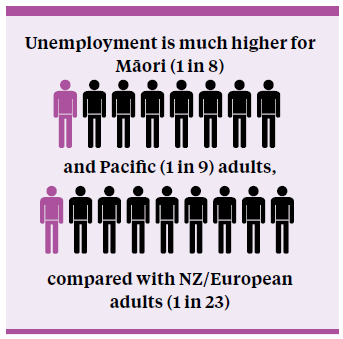 Unemployment is much higher for
Māori (1 in 8)
and Pacific (1 in 9) adults,
compared with NZ/European
adults (1 in 23)